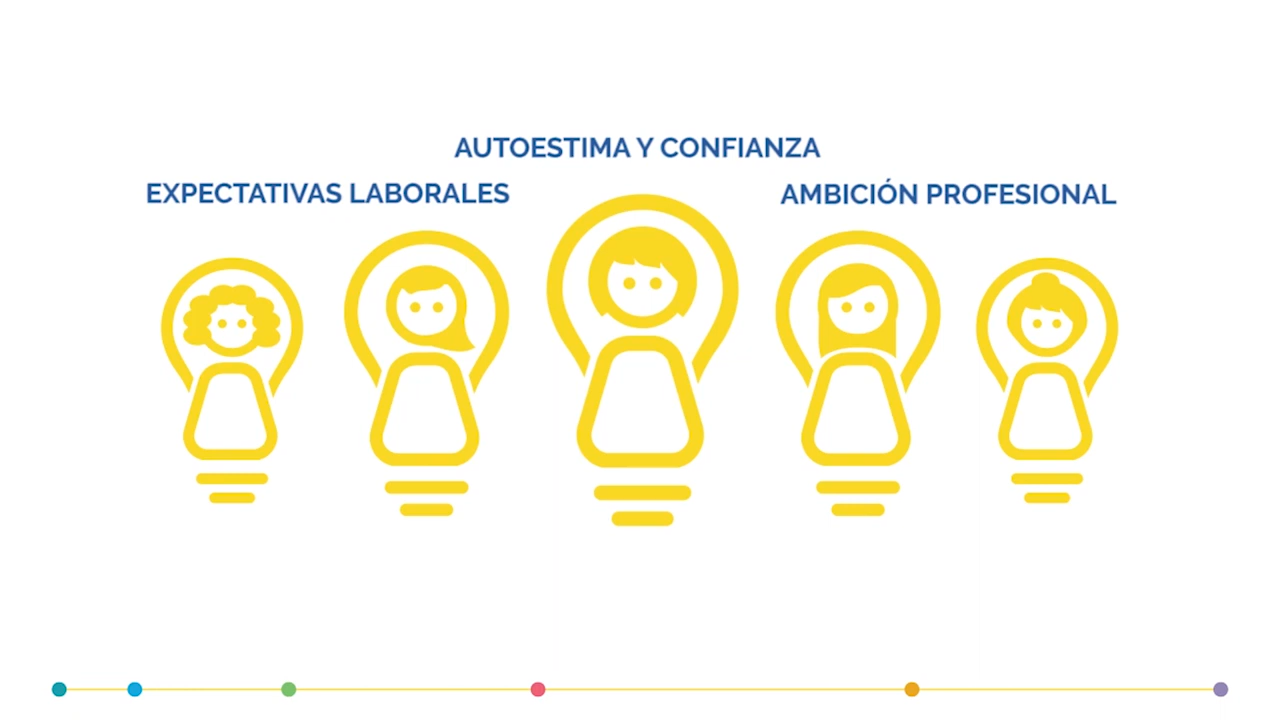 AUTOESTIMA Y CONFIANZA
EXPECTATIVAS LABORALES
AMBICIÓN PROFESIONAL